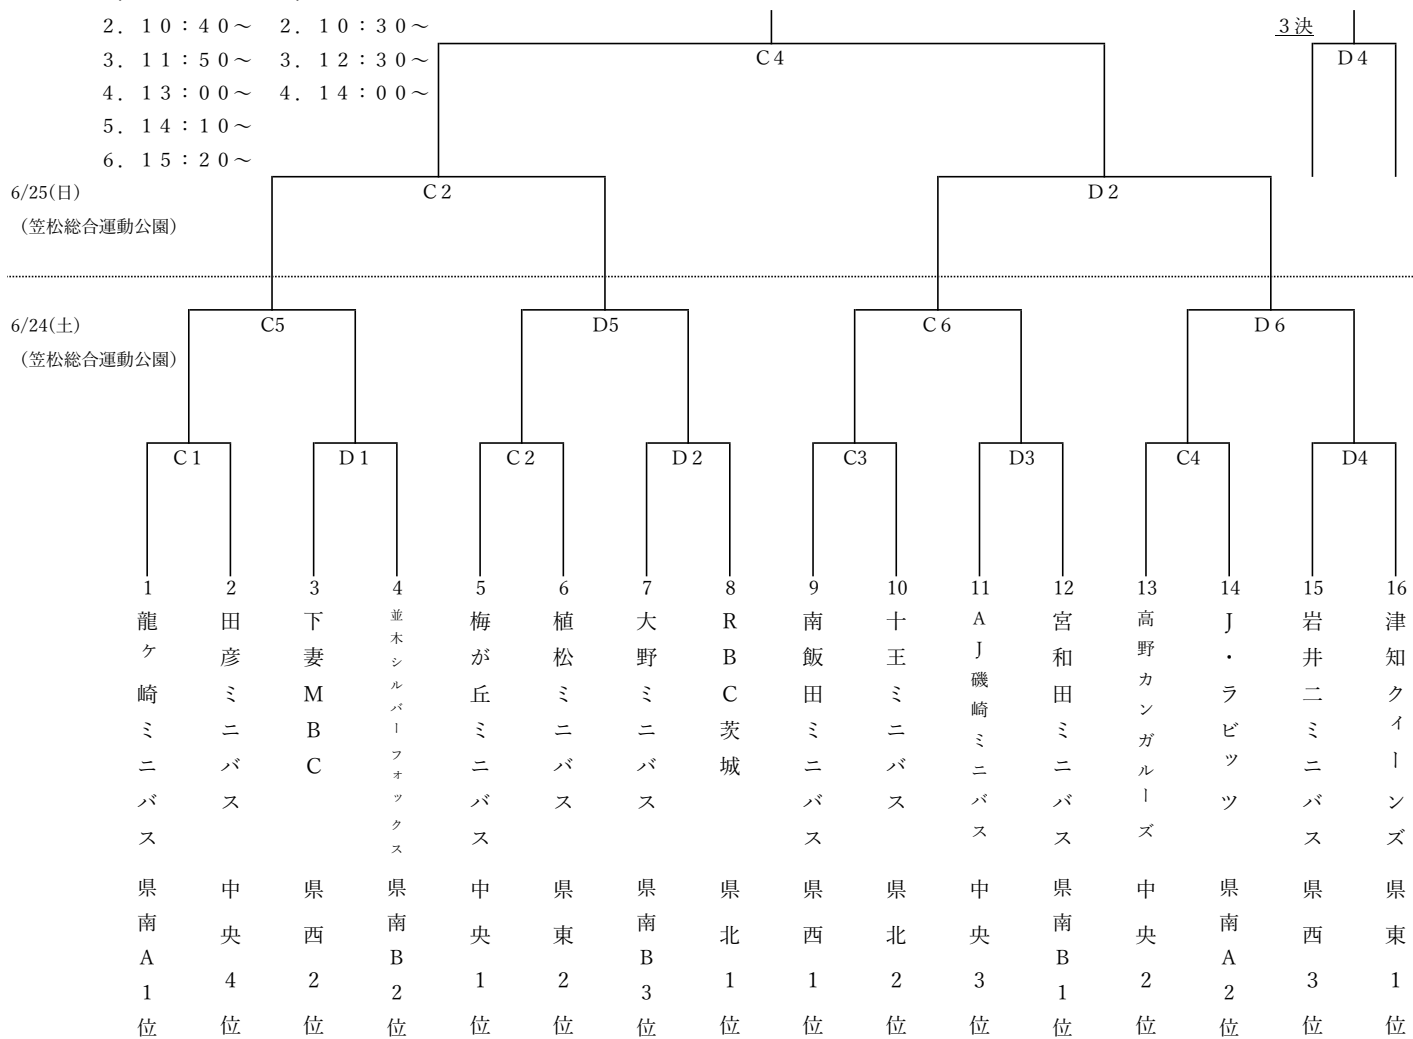 2．１０：４０～　2．１０：３０～
3．１１：５０～　3．１２：３０～
4．１３：００～　4．１４：００～
5．１４：１０～
6．１５：２０～
3決
C4
D4
6/25(日)
（笠松総合運動公園）
C2
D2
6/24(土)
（笠松総合運動公園）
C5
D5
C6
D6
C1
D1
C2
D2
C3
D3
C4
D4
1
龍ヶ崎ミニバス
県南A1位
2
田彦ミニバス
中央4位
3
下妻MBC
県西2位
4
並木シルバーフォックス
県南B2位
5
梅が丘ミニバス
中央1位
6
植松ミニバス
県東2位
7
大野ミニバス
県南B3位
8
RBC茨城
県北1位
9
南飯田ミニバス
県西1位
10
十王ミニバス
県北2位
11
AJ磯崎ミニバス
中央3位
12
宮和田ミニバス
県南B1位
13
高野カンガルーズ
中央2位
14
J・ラビッツ
県南A2位
15
岩井二ミニバス
県西3位
16
津知クィーンズ
県東1位